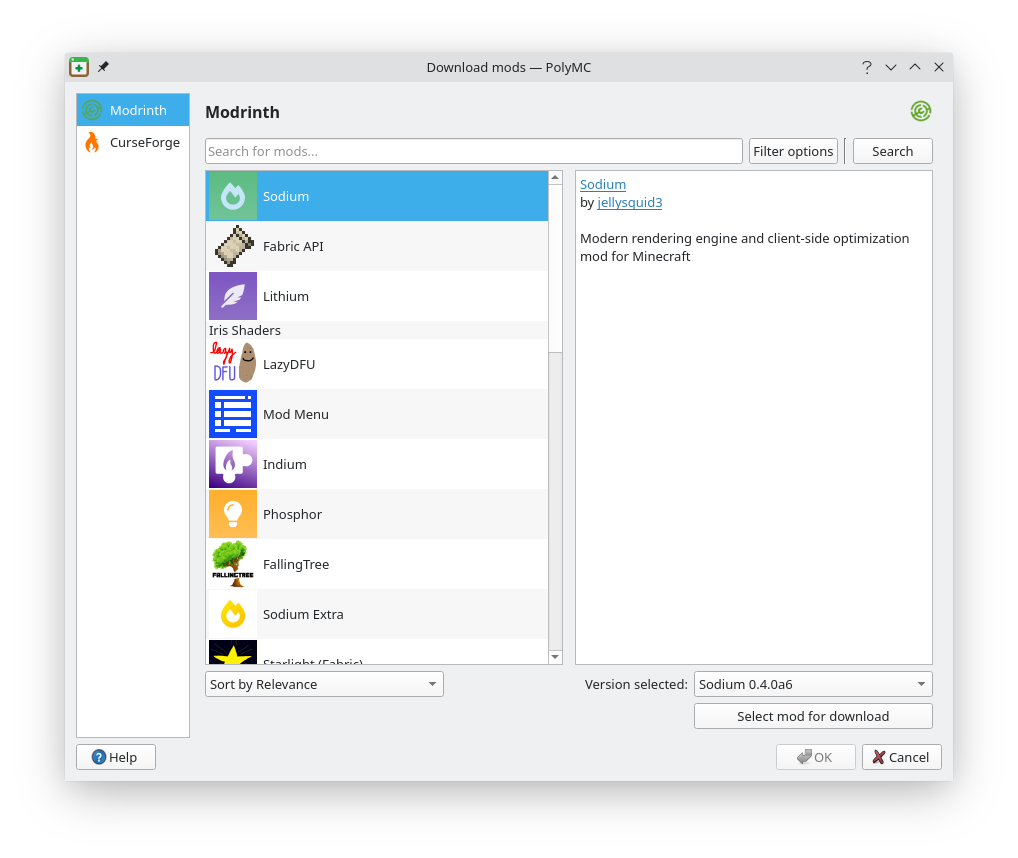 Download mods — PolyMC
Modrinth
CurseForge
Modrinth
Search for mods...
Filter options
Search
Sodium
Fabric API
Lithium
Iris Shaders
lazy
DFU
LazyDFU
Mod Menu
Indium
Phosphor
FALLINGTREE
FallingTree
Sodium Extra
Starlight (Fabric)
Sodium
by jellysquid3
Modern rendering engine and client-side optimization
mod for Minecraft
Sort by Relevance
Version selected:
Sodium 0.4.0a6
Select mod for download
Help
OK
Cancel